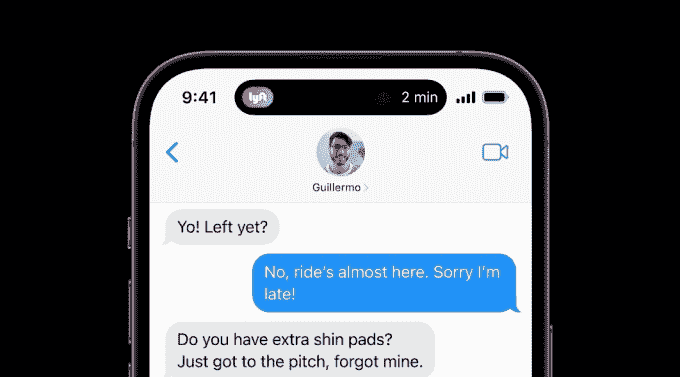 9:41 lyft 2 min
Guillermo
Yo! Left yet?
No, ride's almost here. Sorry I'm
late!
Do you have extra shin pads?
Just got to the pitch, forgot mine.